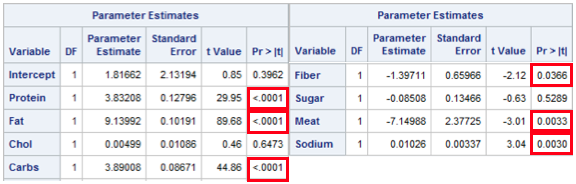 Parameter Estimates
Variable DF Parameter Estimate Standard Error t Value Pr > |t|
Intercept 1 1.81662 2.13194 0.85 0.3962
Protein 1 3.83208 0.12796 29.95 <.0001
Fat 1 9.13992 0.10191 89.68 <.0001
Chol 1 0.00499 0.01086 0.46 0.6473
Carbs 1 3.89008 0.08671 44.86 <.0001
Parameter Estimates
Variable DF Parameter Estimate Standard Error t Value Pr > |t|
Fiber 1 -1.39711 0.65966 -2.12 0.0366
Sugar 1 -0.08508 0.13466 -0.63 0.5289
Meat 1 -7.14988 2.37725 -3.01 0.0033
Sodium 1 0.01026 0.00337 3.04 0.0030